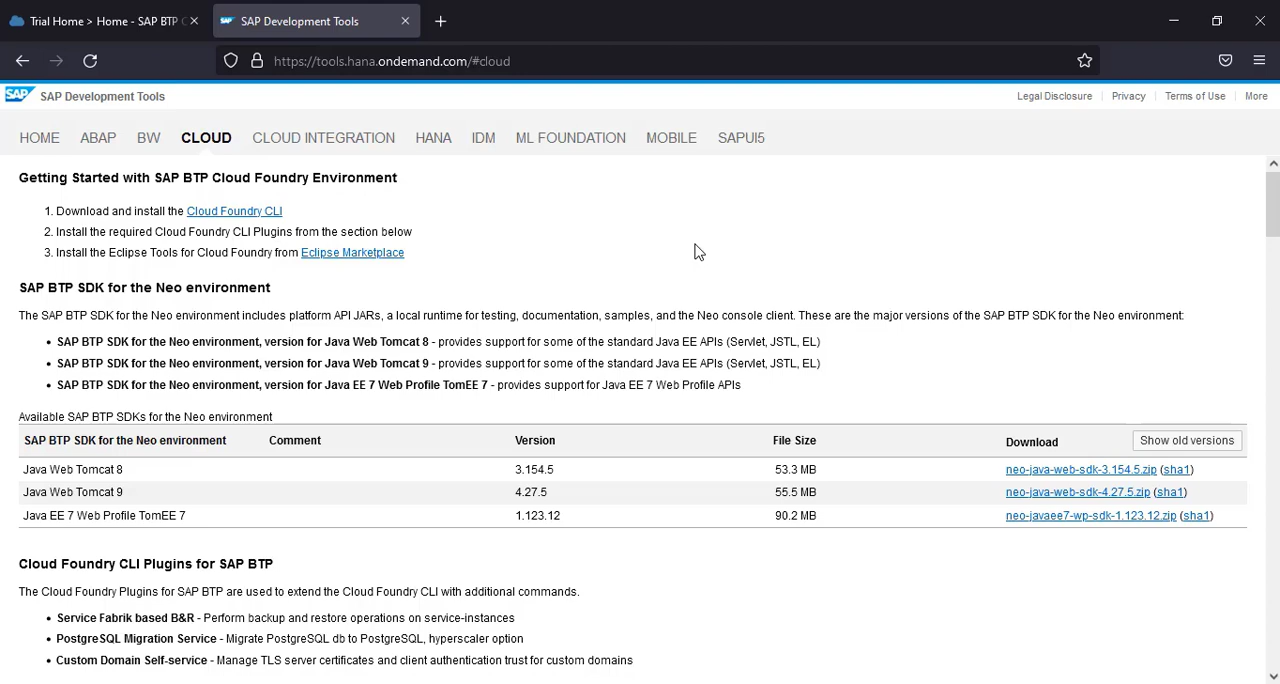 Trial Home > Home - SAP BTP C
SAP Development Tools
https://tools.hana.ondemand.com/#cloud
SAP SAP Development Tools
Legal Disclosure | Privacy | Terms of Use | More
HOME ABAP BW CLOUD CLOUD INTEGRATION HANA IDM ML FOUNDATION MOBILE SAPUI5
Getting Started with SAP BTP Cloud Foundry Environment
1. Download and install the Cloud Foundry CLI
2. Install the required Cloud Foundry CLI Plugins from the section below
3. Install the Eclipse Tools for Cloud Foundry from Eclipse Marketplace
SAP BTP SDK for the Neo environment
The SAP BTP SDK for the Neo environment includes platform API JARs, a local runtime for testing, documentation, samples, and the Neo console client. These are the major versions of the SAP BTP SDK for the Neo environment:
• SAP BTP SDK for the Neo environment, version for Java Web Tomcat 8 - provides support for some of the standard Java EE APIs (Servlet, JSTL, EL)
• SAP BTP SDK for the Neo environment, version for Java Web Tomcat 9 - provides support for some of the standard Java EE APIs (Servlet, JSTL, EL)
• SAP BTP SDK for the Neo environment, version for Java EE 7 Web Profile TomEE 7 - provides support for Java EE 7 Web Profile APIs
Available SAP BTP SDKs for the Neo environment
SAP BTP SDK for the Neo environment Comment Version File Size Download Show old versions
Java Web Tomcat 8 3.154.5 53.3 MB neo-java-web-sdk-3.154.5.zip (sha1)
Java Web Tomcat 9 4.27.5 55.5 MB neo-java-web-sdk-4.27.5.zip (sha1)
Java EE 7 Web Profile TomEE 7 1.123.12 90.2 MB neo-javaee7-wp-sdk-1.123.12.zip (sha1)
Cloud Foundry CLI Plugins for SAP BTP
The Cloud Foundry Plugins for SAP BTP are used to extend the Cloud Foundry CLI with additional commands.
• Service Fabrik based B&R - Perform backup and restore operations on service-instances
• PostgreSQL Migration Service - Migrate PostgreSQL db to PostgreSQL, hyperscaler option
• Custom Domain Self-service - Manage TLS server certificates and client authentication trust for custom domains